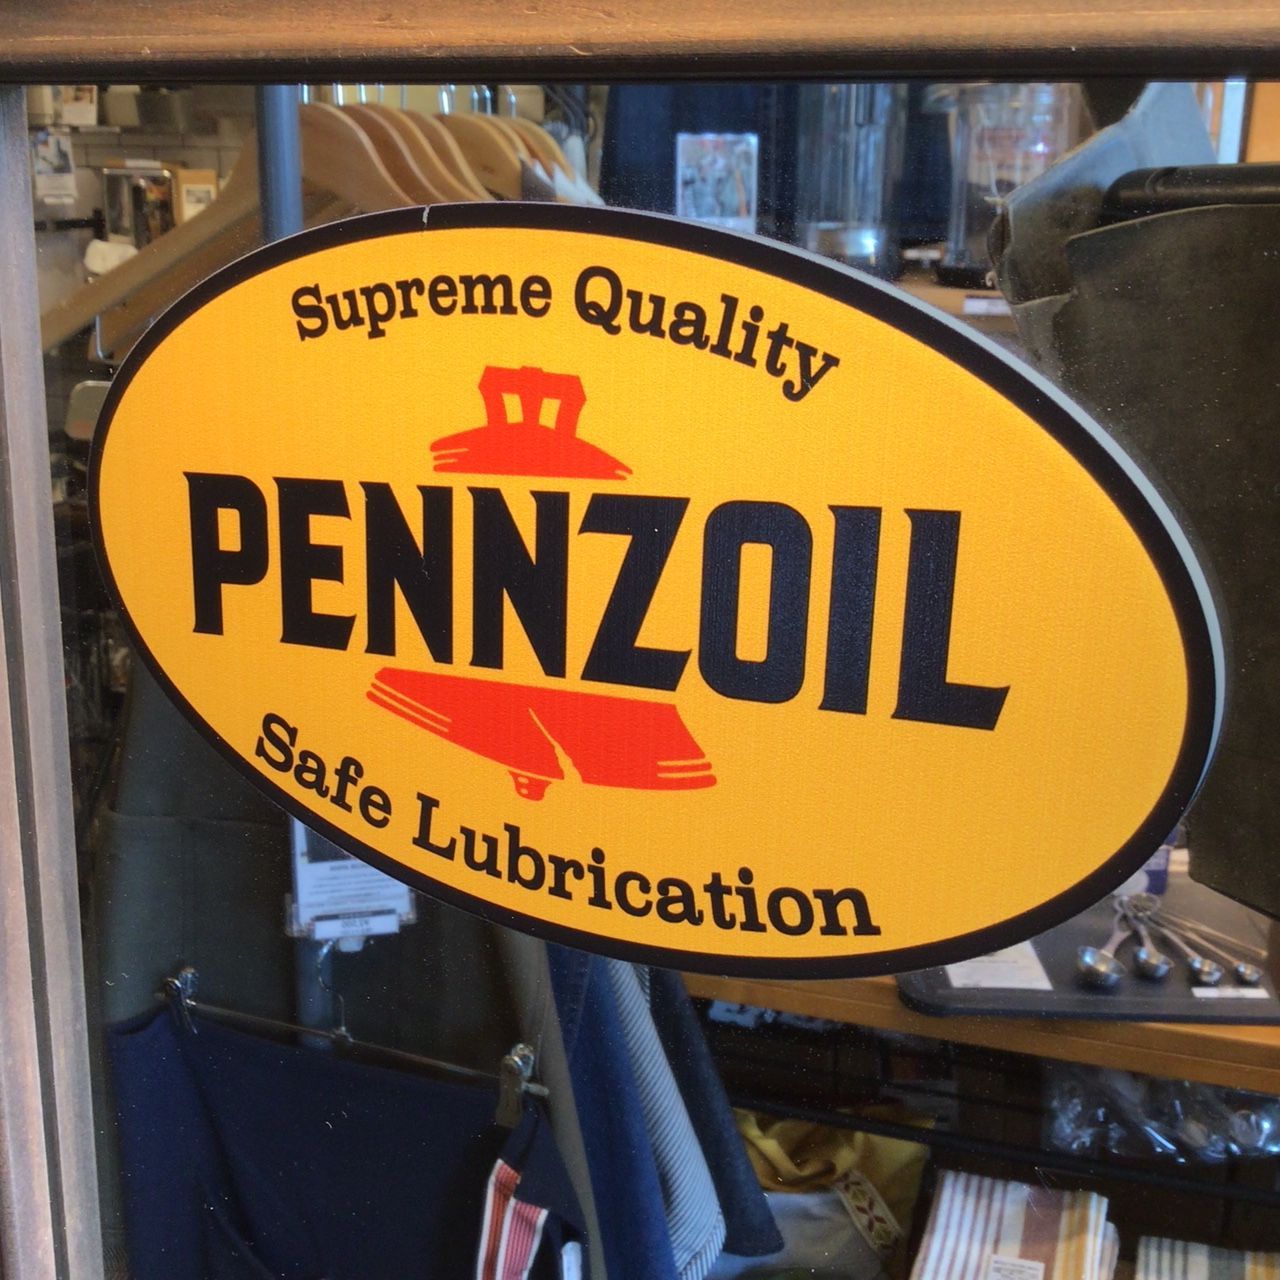 Supreme Quality
PENNZOIL
Safe Lubrication